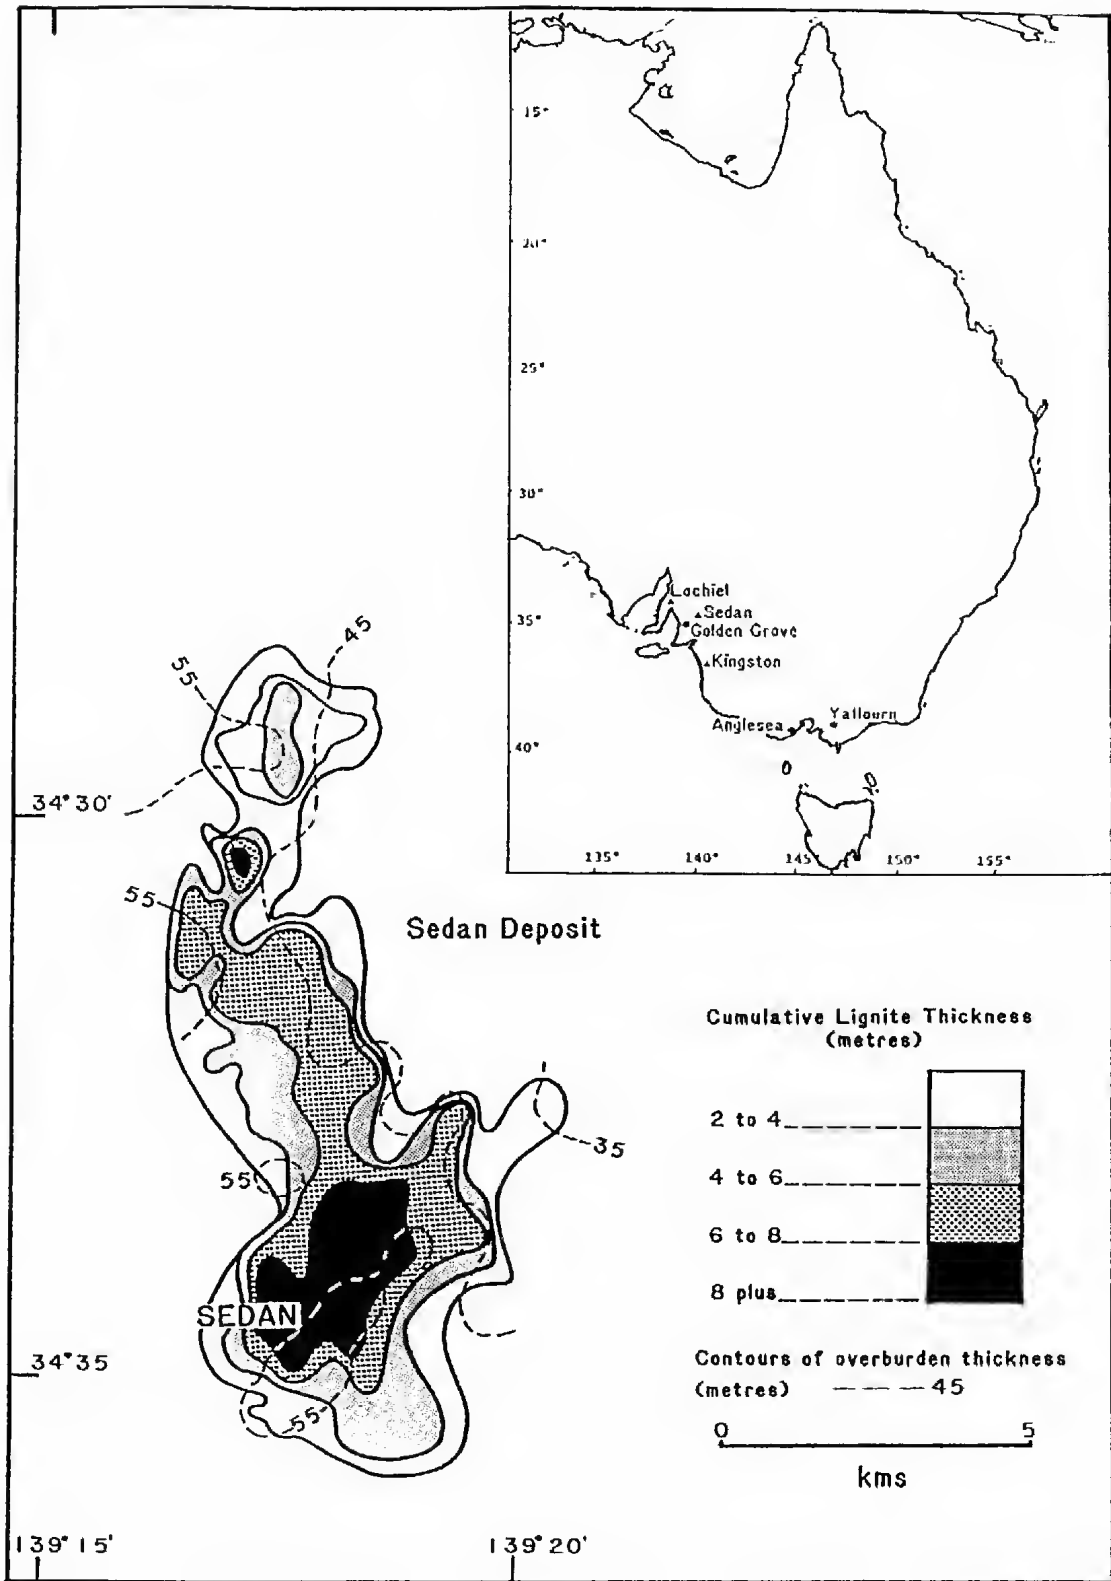 15°
20°
25°
30°
35°
40°
135°
140°
145°
150°
155°
Lochiel
Sedan
Golden Grove
Kingston
Anglesea
Yallourn
45
55
34°30'
55
Sedan Deposit
35
55
SEDAN
34°35
55
139°15'
139°20'
Cumulative Lignite Thickness
(metres)
2 to 4
4 to 6
6 to 8
8 plus
Contours of overburden thickness
(metres) — — — 45
0 5
kms